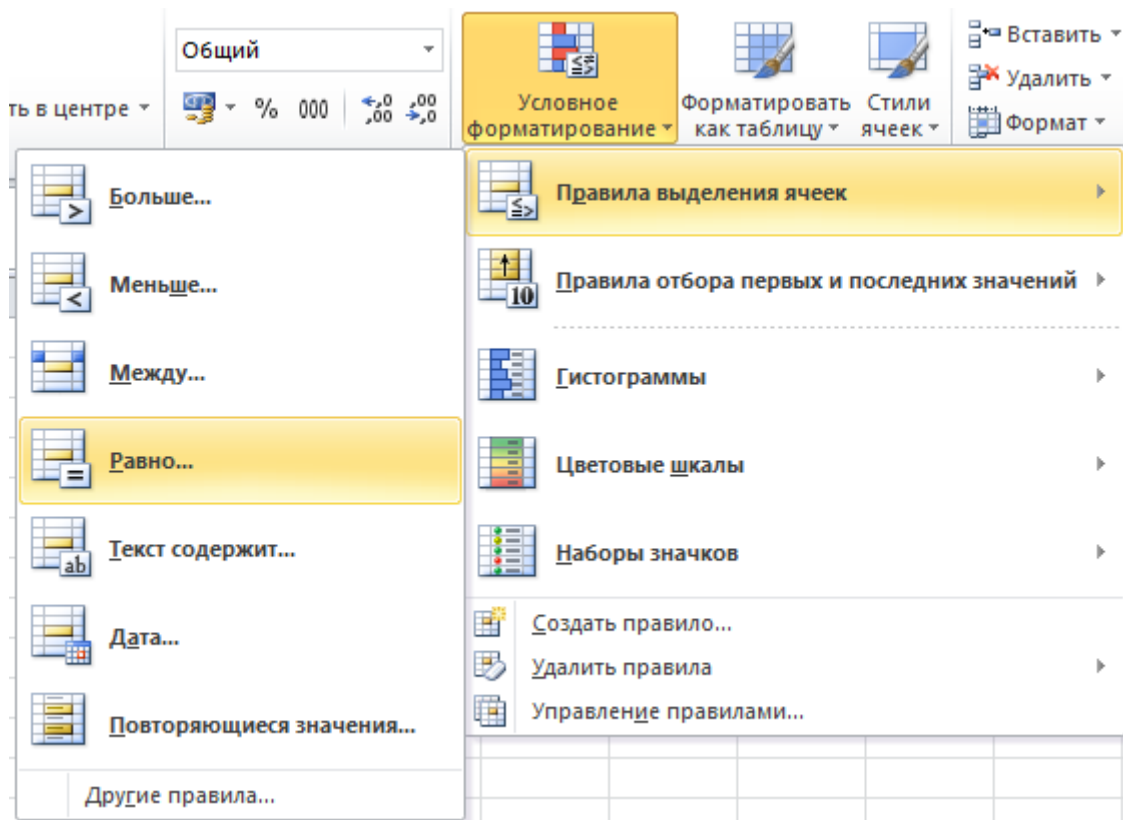 Общий
Вставить
Удалить
Формат
ть в центре
% 000 ,0 ,00 ,00 ,0
Условное
форматирование
Форматировать
как таблицу
Стили
ячеек
Больше...
Меньше...
Между...
Равно...
Текст содержит...
Дата...
Повторяющиеся значения...
Другие правила...
Правила выделения ячеек
Правила отбора первых и последних значений
10
Гистограммы
Цветовые шкалы
Наборы значков
Создать правило...
Удалить правила
Управление правилами...
ab